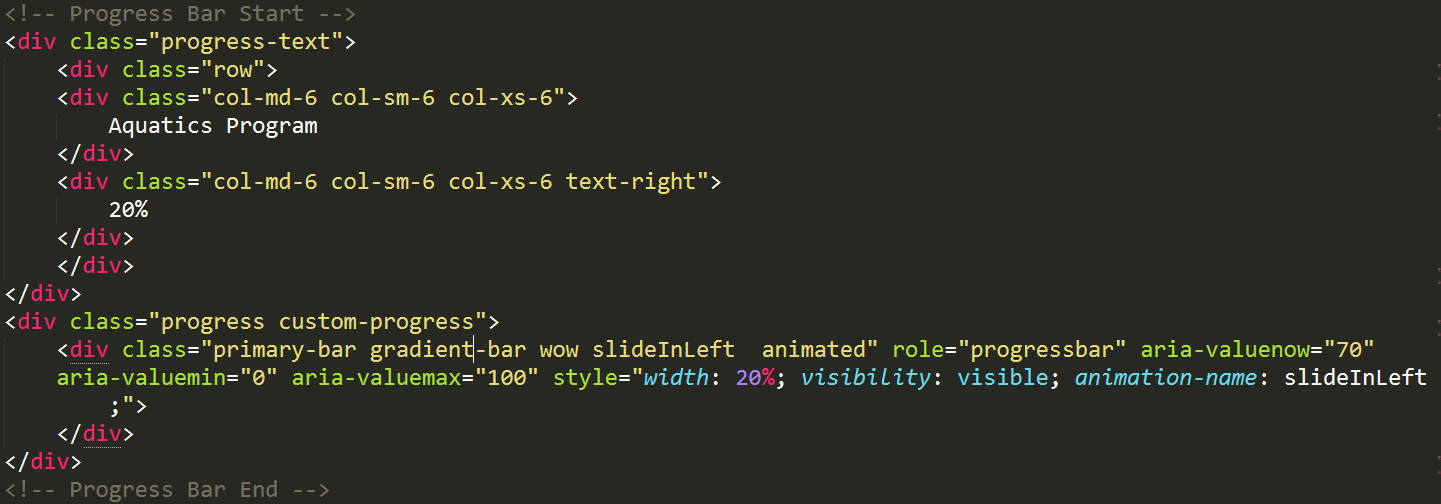 <!-- Progress Bar Start -->
<div class="progress-text">
    <div class="row">
    <div class="col-md-6 col-sm-6 col-xs-6">
        Aquatics Program
    </div>
    <div class="col-md-6 col-sm-6 col-xs-6 text-right">
        20%
    </div>
    </div>
</div>
<div class="progress custom-progress">
    <div class="primary-bar gradient-bar wow slideInLeft  animated" role="progressbar" aria-valuenow="70"
    aria-valuemin="0" aria-valuemax="100" style="width: 20%; visibility: visible; animation-name: slideInLeft
        ;">
    </div>
</div>
<!-- Progress Bar End -->